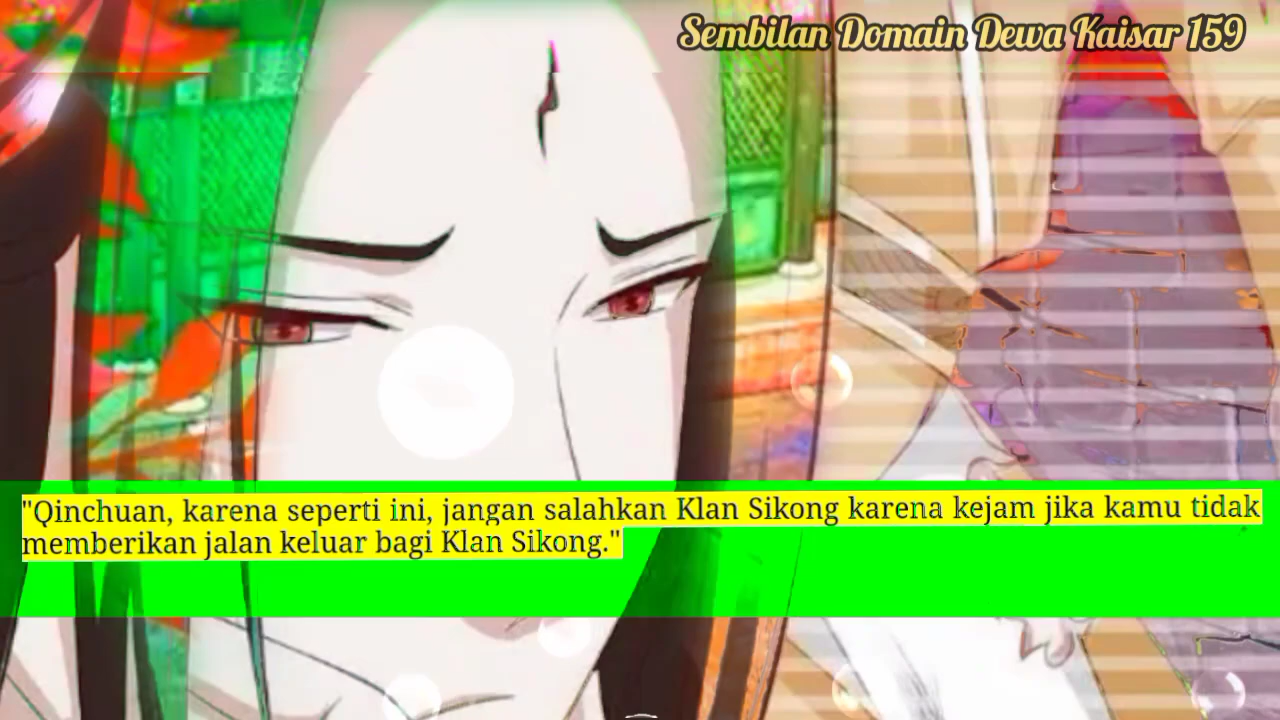 Sembilan Domain Dewa Kaisar 159
"Qinchuan, karena seperti ini, jangan salahkan Klan Sikong karena kejam jika kamu tidak
memberikan jalan keluar bagi Klan Sikong."